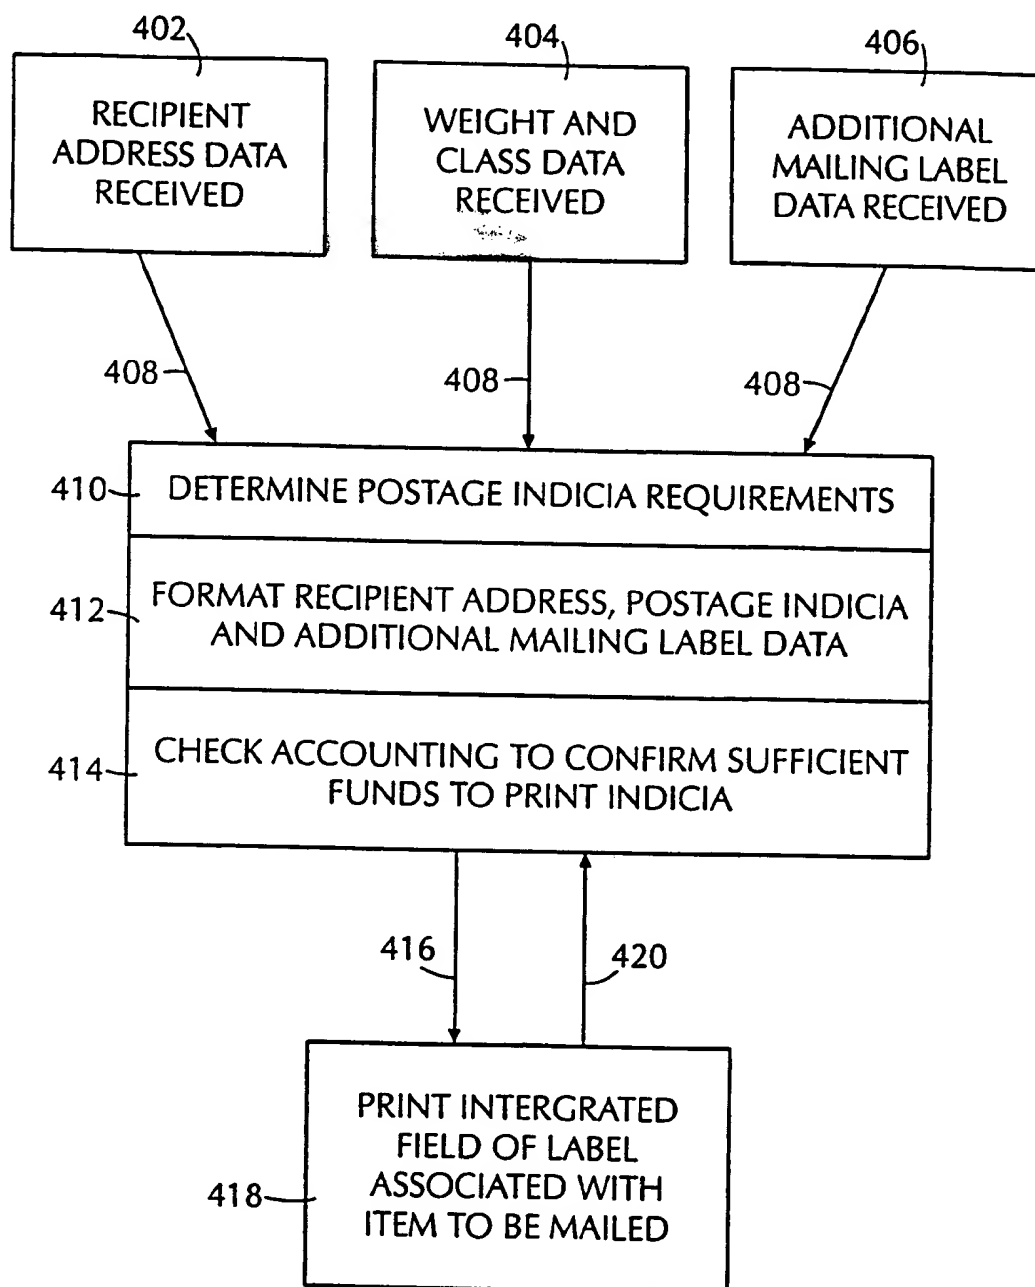 402
404
406
RECIPIENT
ADDRESS DATA
RECEIVED
WEIGHT AND
CLASS DATA
RECEIVED
ADDITIONAL
MAILING LABEL
DATA RECEIVED
408
408
408
410
DETERMINE POSTAGE INDICIA REQUIREMENTS
412
FORMAT RECIPIENT ADDRESS, POSTAGE INDICIA
AND ADDITIONAL MAILING LABEL DATA
414
CHECK ACCOUNTING TO CONFIRM SUFFICIENT
FUNDS TO PRINT INDICIA
416
420
418
PRINT INTERGRATED
FIELD OF LABEL
ASSOCIATED WITH
ITEM TO BE MAILED